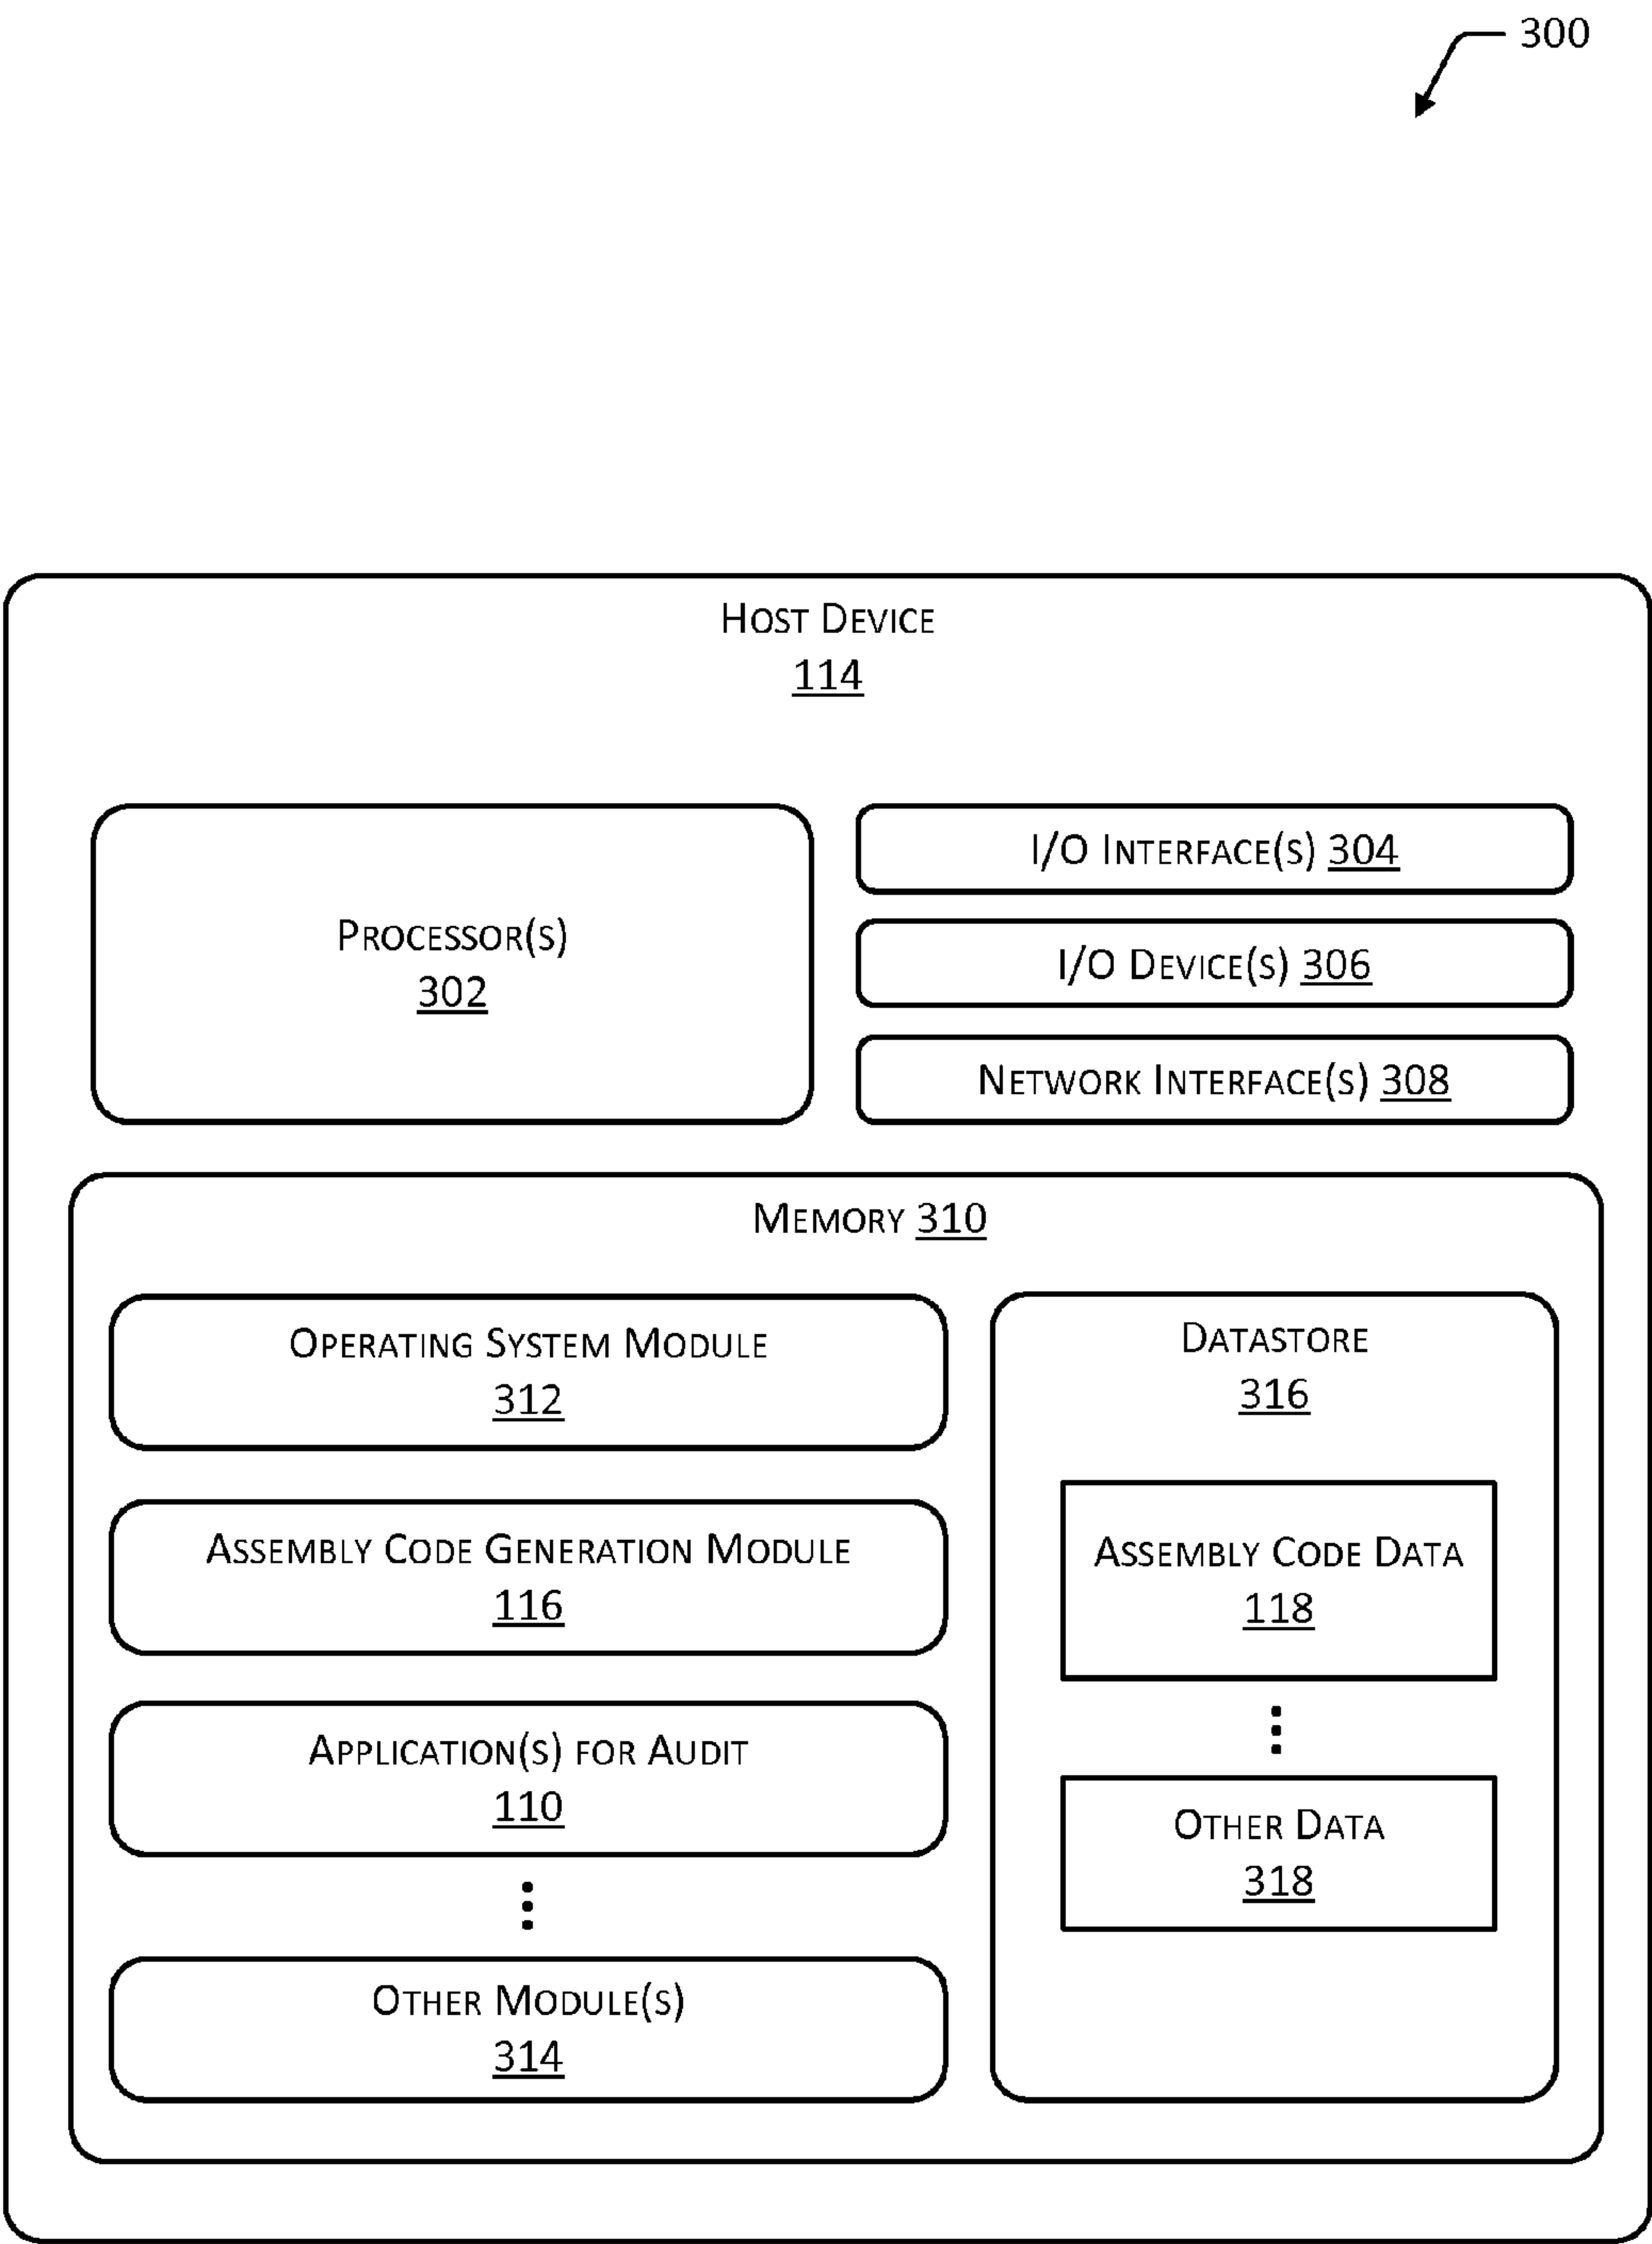 300
HOST DEVICE
114
PROCESSOR(S)
302
I/O INTERFACE(S) 304
I/O DEVICE(S) 306
NETWORK INTERFACE(S) 308
MEMORY 310
OPERATING SYSTEM MODULE
312
ASSEMBLY CODE GENERATION MODULE
116
APPLICATION(S) FOR AUDIT
110
OTHER MODULE(S)
314
DATASTORE
316
ASSEMBLY CODE DATA
118
OTHER DATA
318